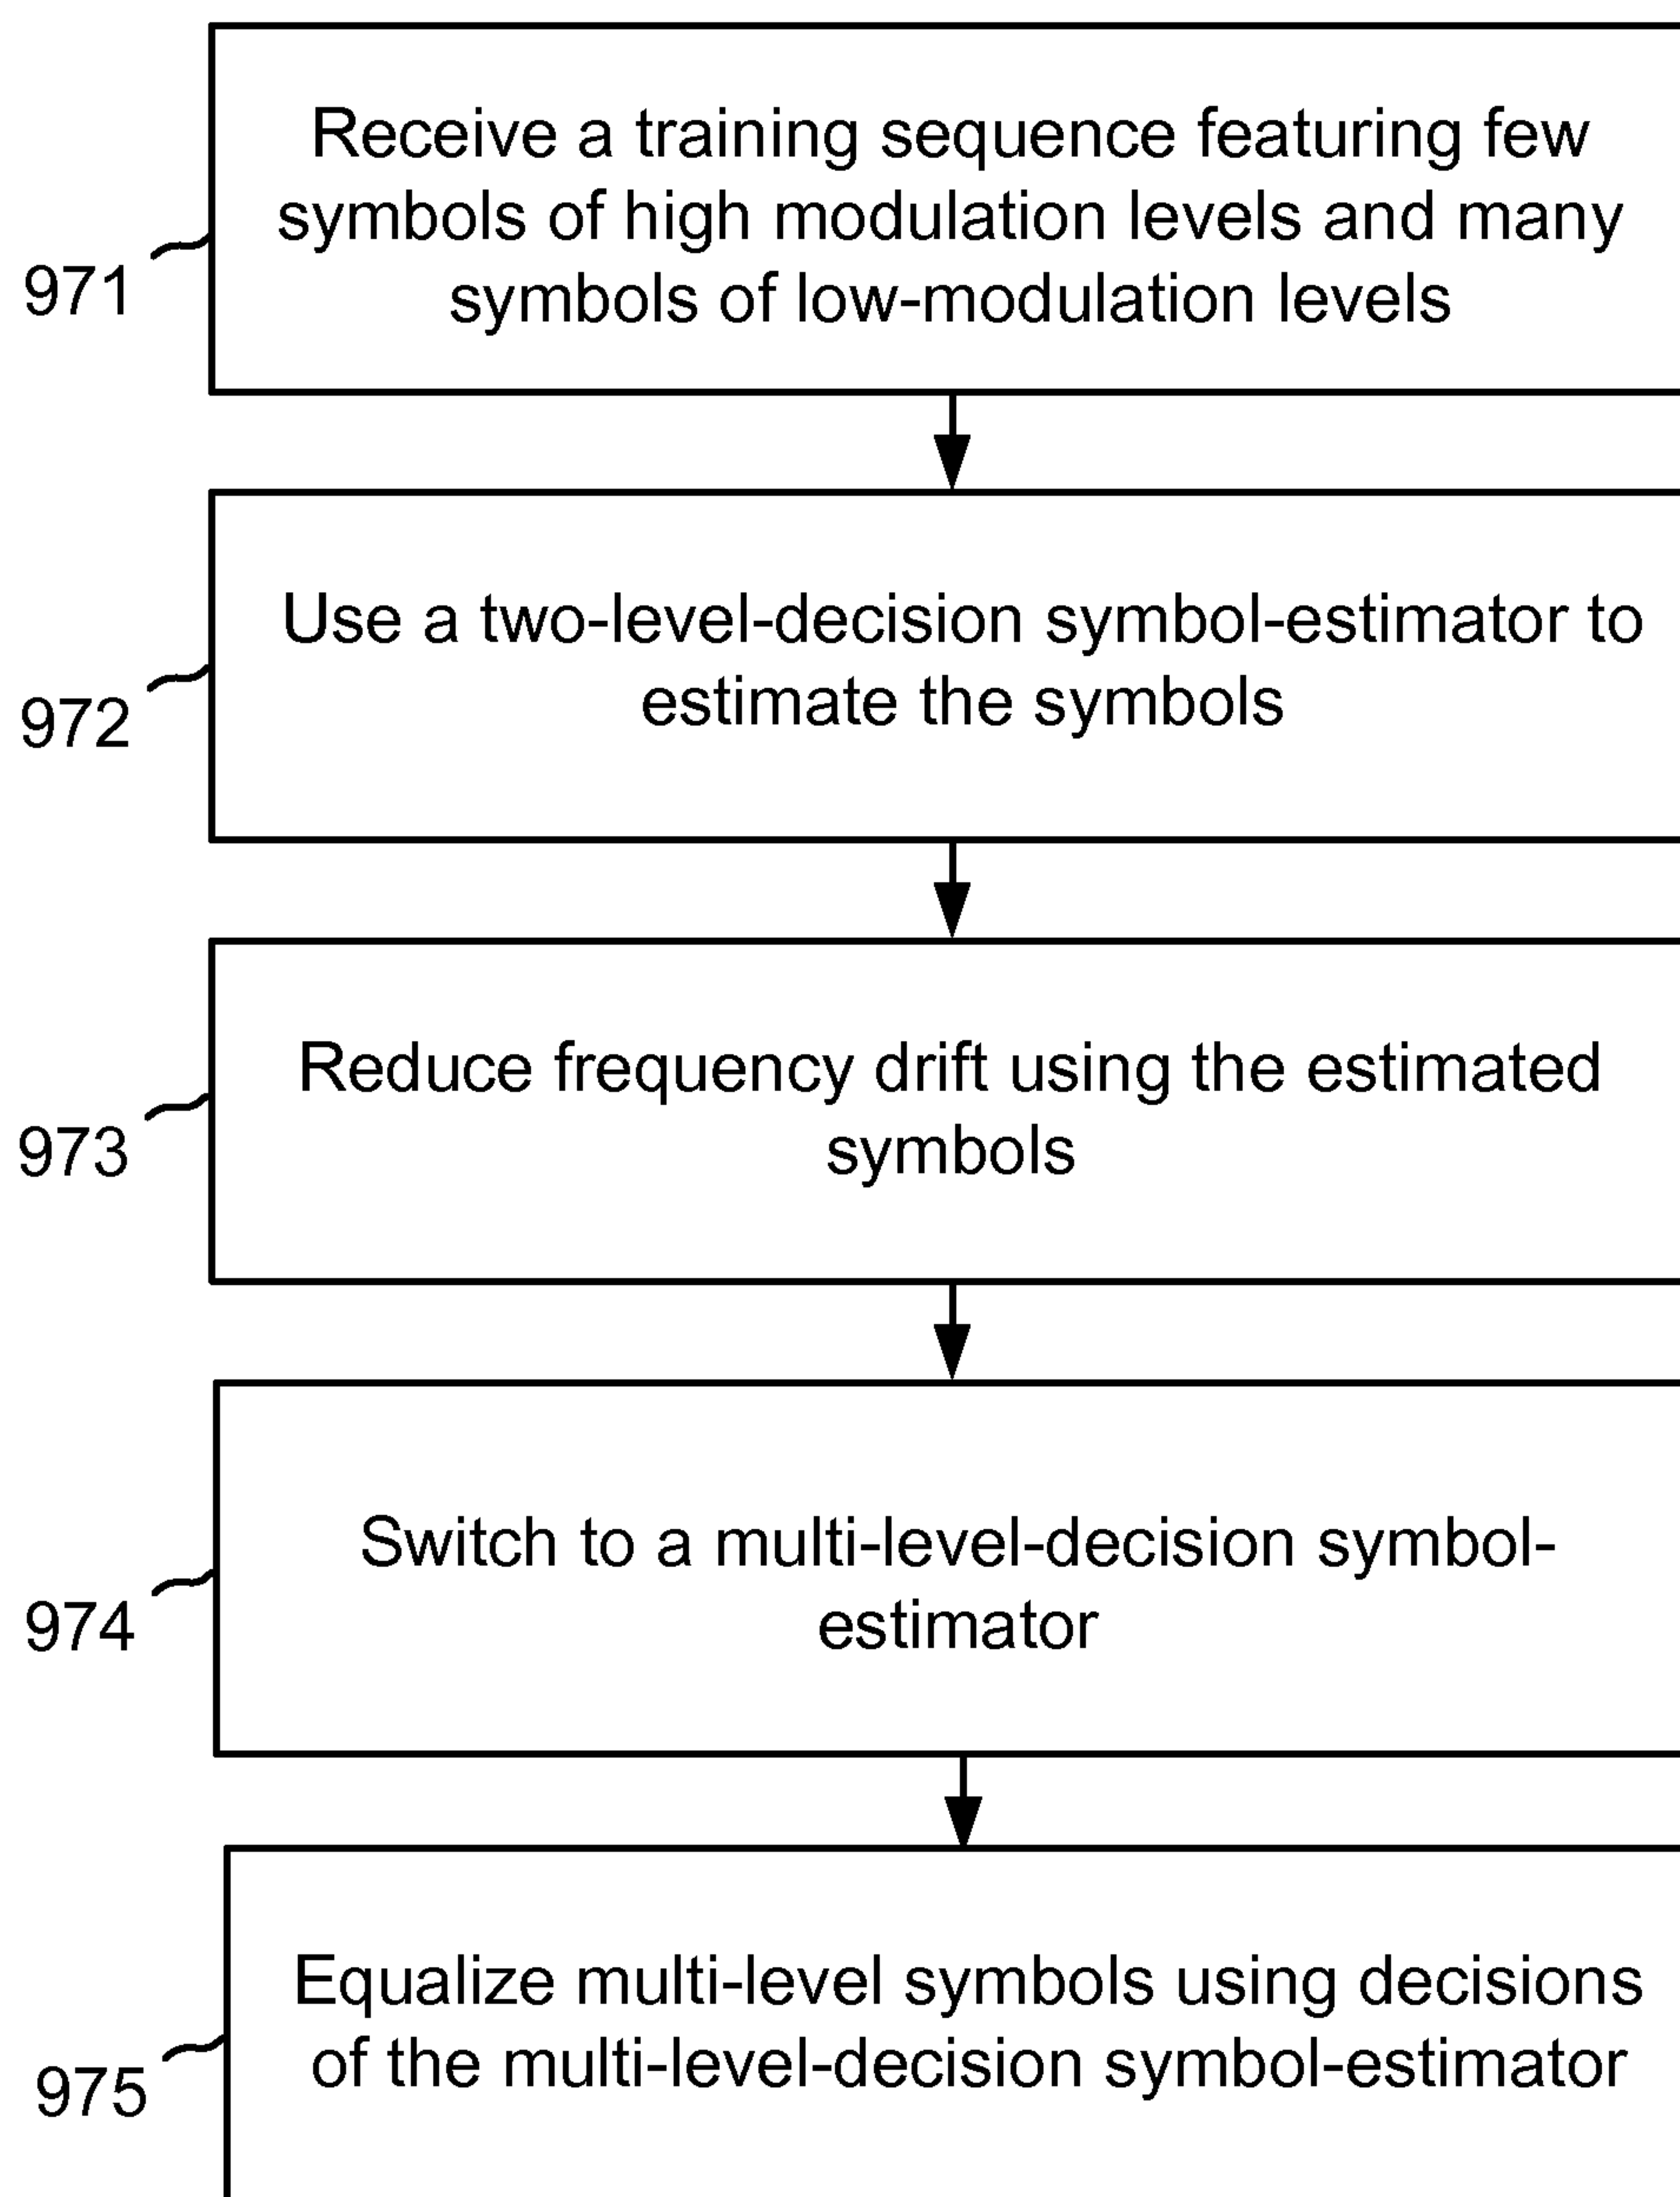 Receive a training sequence featuring few
symbols of high modulation levels and many
symbols of low-modulation levels
971
Use a two-level-decision symbol-estimator to
estimate the symbols
972
Reduce frequency drift using the estimated
symbols
973
Switch to a multi-level-decision symbol-
estimator
974
Equalize multi-level symbols using decisions
of the multi-level-decision symbol-estimator
975